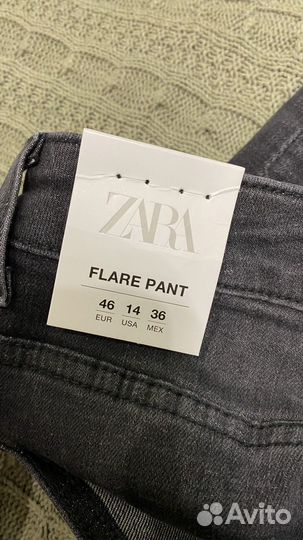 ZARA
FLARE PANT
46 14 36
EUR USA MEX
Avito